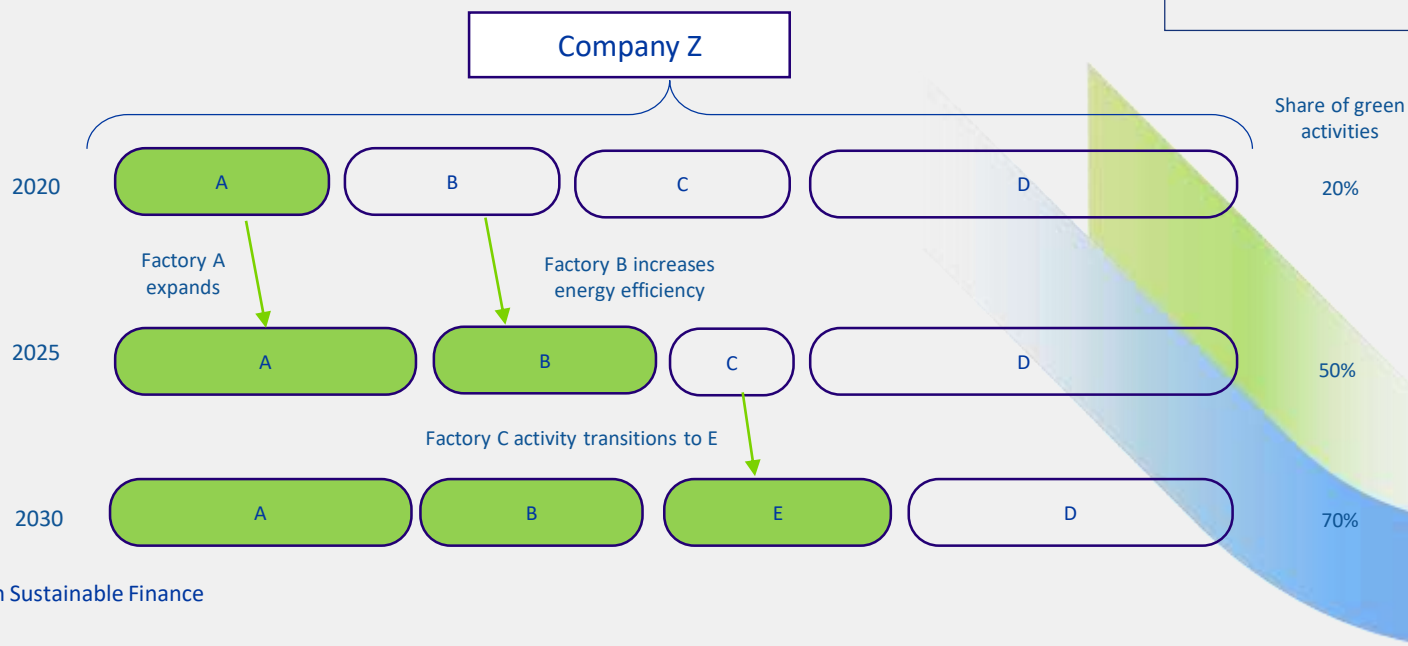 Company Z
Share of green
activities
2020
A
B
C
D
20%
Factory A
expands
Factory B increases
energy efficiency
2025
A
B
C
D
50%
Factory C activity transitions to E
2030
A
B
E
D
70%
Sustainable Finance